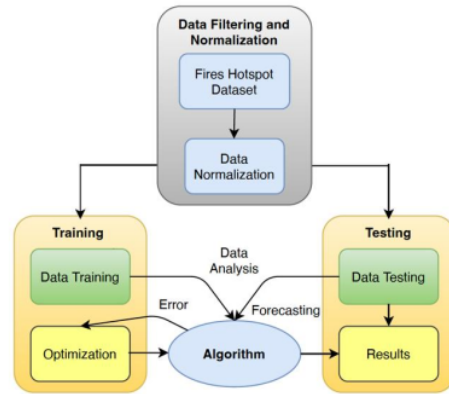 Data Filtering and
Normalization
Fires Hotspot
Dataset
Data
Normalization
Training
Testing
Data Training
Data
Analysis
Data Testing
Error
Forecasting
Optimization
Algorithm
Results